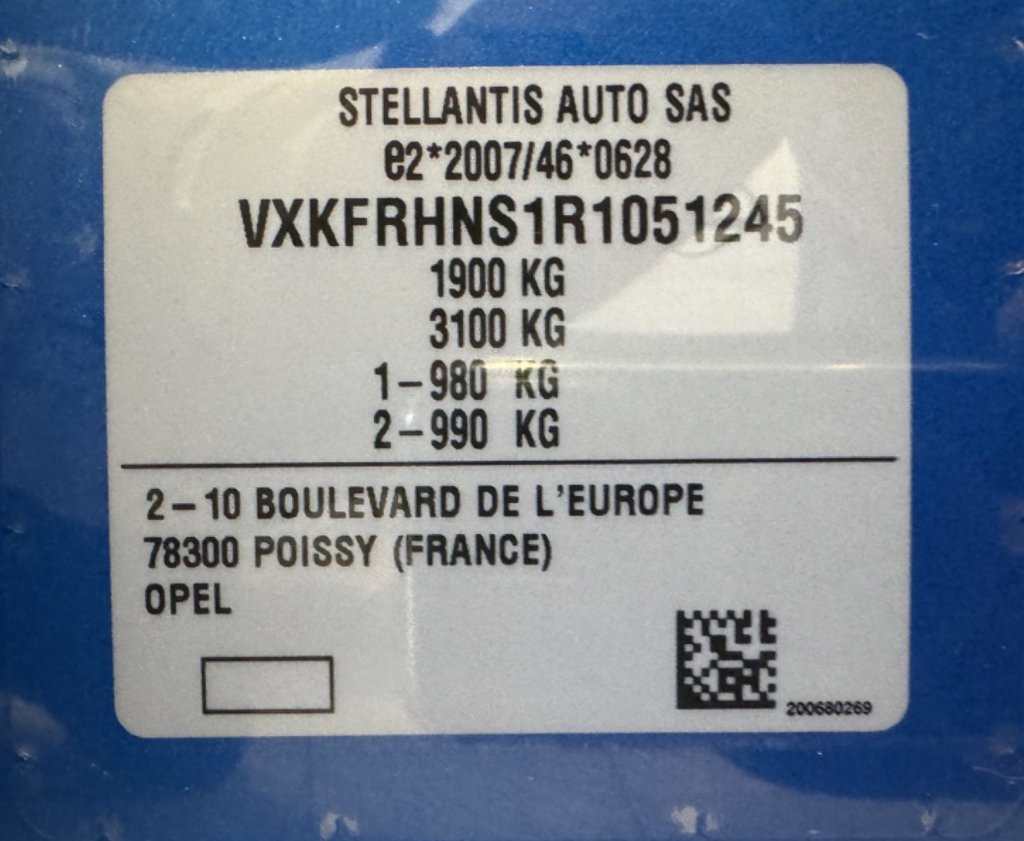 STELLANTIS AUTO SAS
e2*2007/46*0628
VXKFRHNS1R1051245
1900 KG
3100 KG
1–980 KG
2–990 KG
2–10 BOULEVARD DE L'EUROPE
78300 POISSY (FRANCE)
OPEL
200680269